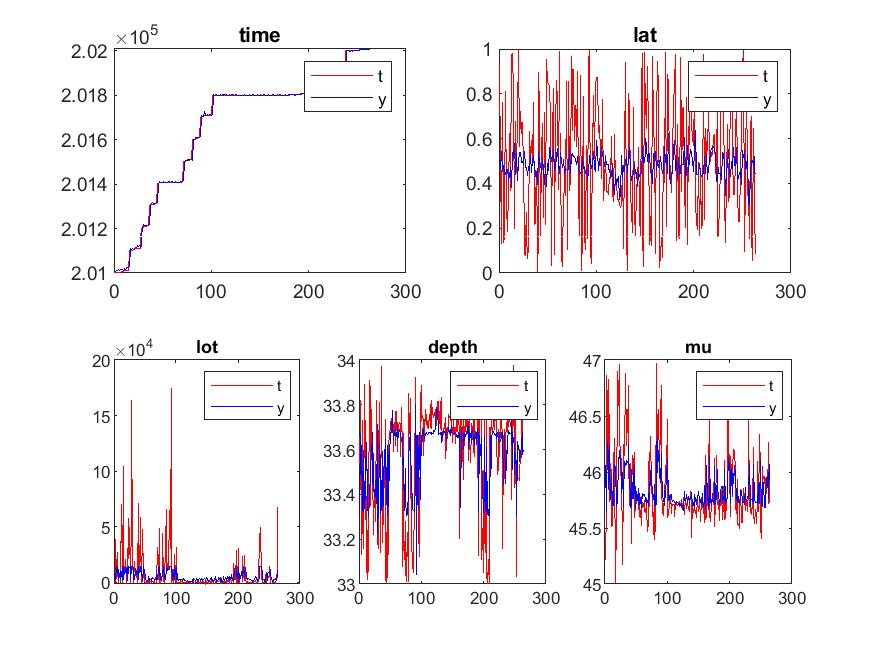 time
×10^5
2.02
2.018
2.016
2.014
2.012
2.01
0 100 200 300
t
y
lat
1
0.8
0.6
0.4
0.2
0
0 100 200 300
t
y
lot
20 ×10^4
15
10
5
0
0 100 200 300
t
y
depth
34
33.8
33.6
33.4
33.2
33
0 100 200 300
t
y
mu
47
46.5
46
45.5
45
0 100 200 300
t
y